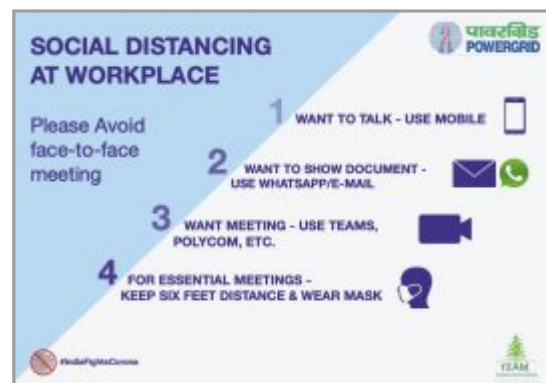 SOCIAL DISTANCING
AT WORKPLACE
पावरग्रिड
POWERGRID
Please Avoid
face-to-face
meeting
1 WANT TO TALK - USE MOBILE
2 WANT TO SHOW DOCUMENT -
USE WHATSAPP/E-MAIL
3 WANT MEETING - USE TEAMS,
POLYCOM, ETC.
4 FOR ESSENTIAL MEETINGS -
KEEP SIX FEET DISTANCE & WEAR MASK
#IndiaFightsCorona
TEAM